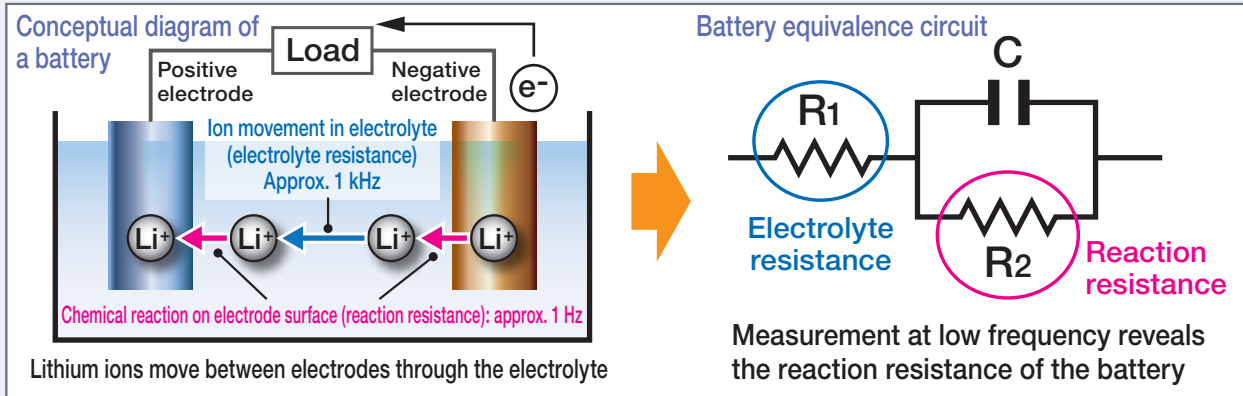 Conceptual diagram of
a battery
Load
Positive
electrode
Negative
electrode
e-
Ion movement in electrolyte
(electrolyte resistance)
Approx. 1 kHz
Li+
Li+
Li+
Li+
Chemical reaction on electrode surface (reaction resistance): approx. 1 Hz
Lithium ions move between electrodes through the electrolyte
Battery equivalence circuit
C
R1
Electrolyte
resistance
R2
Reaction
resistance
Measurement at low frequency reveals
the reaction resistance of the battery